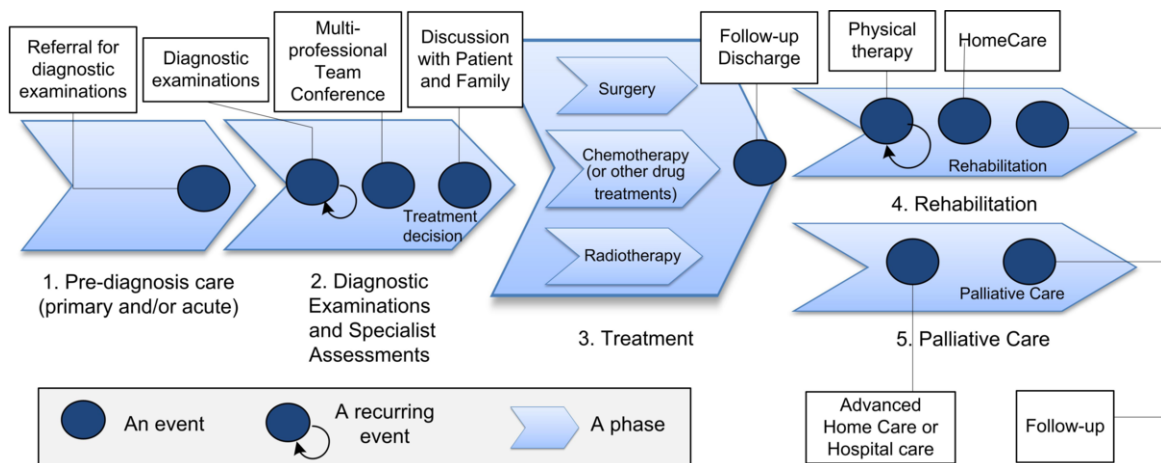 Referral for
diagnostic
examinations
Diagnostic
examinations
Multi-
professional
Team
Conference
Discussion
with Patient
and Family
Treatment
decision
Surgery
Chemotherapy
(or other drug
treatments)
Radiotherapy
Follow-up
Discharge
Physical
therapy
HomeCare
Rehabilitation
4. Rehabilitation
Palliative Care
5. Palliative Care
1. Pre-diagnosis care
(primary and/or acute)
2. Diagnostic
Examinations
and Specialist
Assessments
3. Treatment
Advanced
Home Care or
Hospital care
Follow-up
An event
A recurring
event
A phase